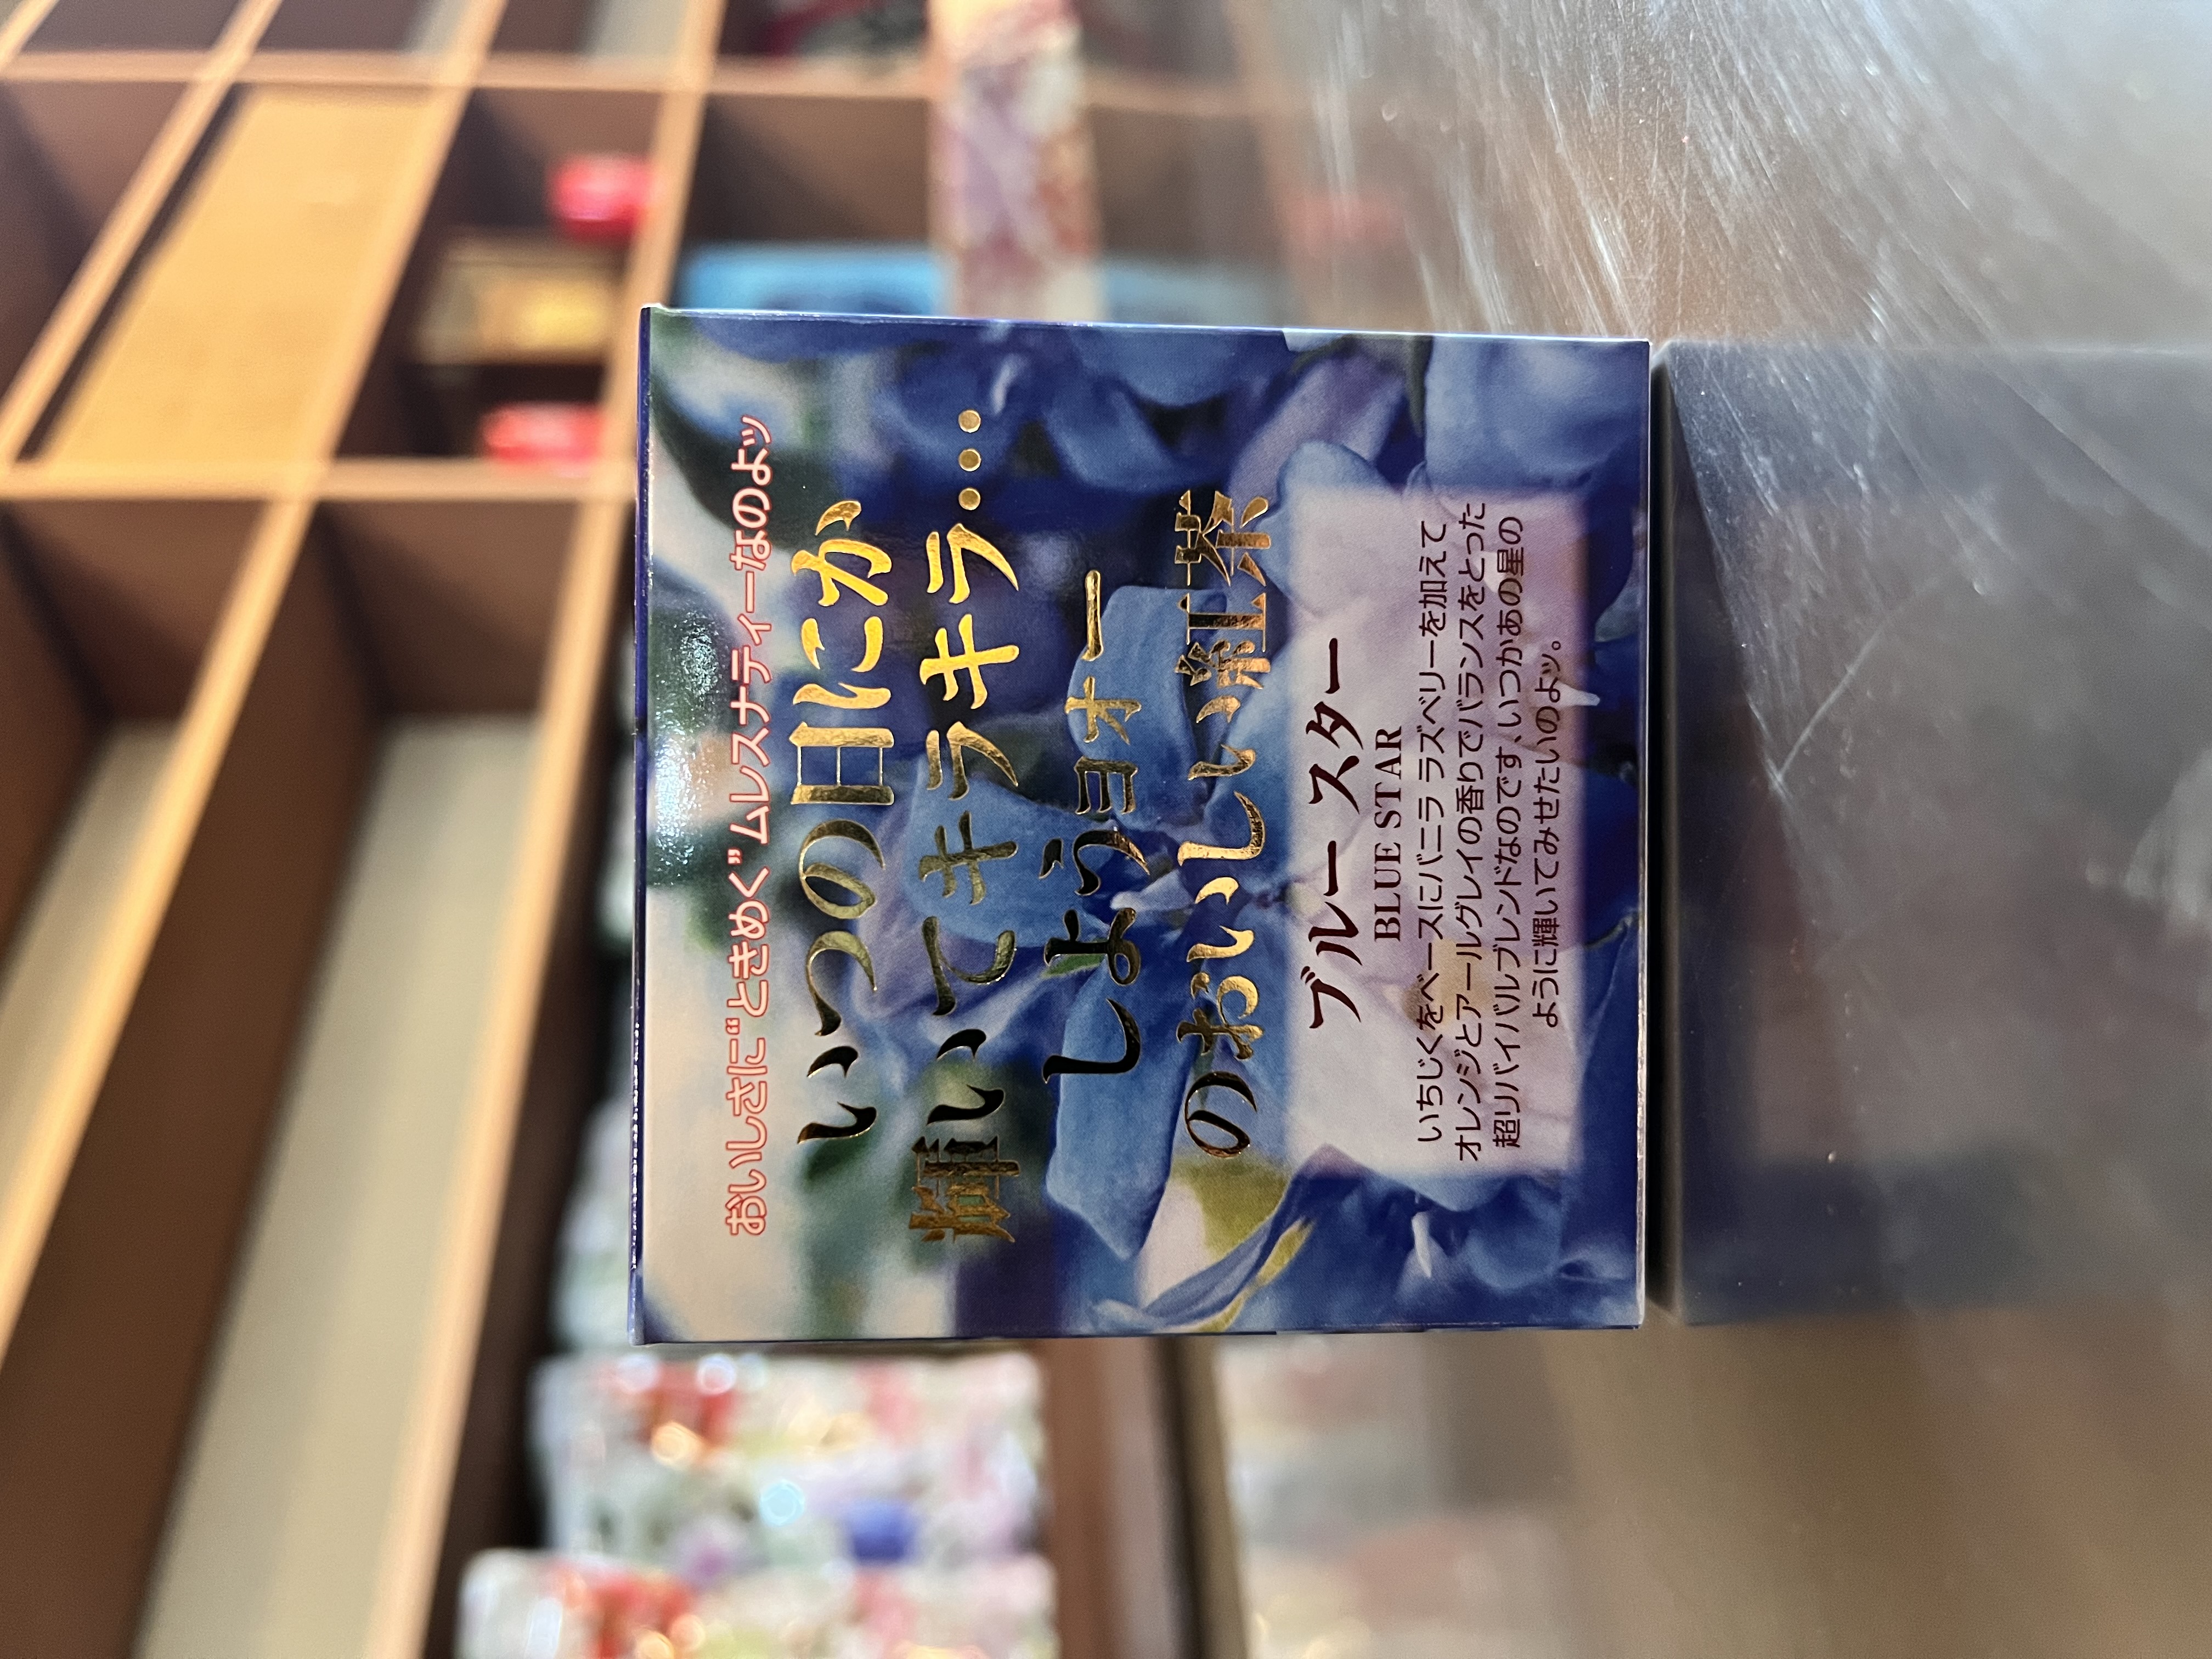 おいしさに“ときめく”ムレスナティーなのよッ
いつの日にか
輝いてキラキラ‥‥
しようョォー
のおいしい紅茶
ブルー スター
BLUE STAR
いちじくをベースにバニラ ラズベリーを加えて
オレンジとアールグレイの香りでバランスをとった
超リバイバルブレンドなのです、いつかあの星の
ように輝いてみせたいのよッ。